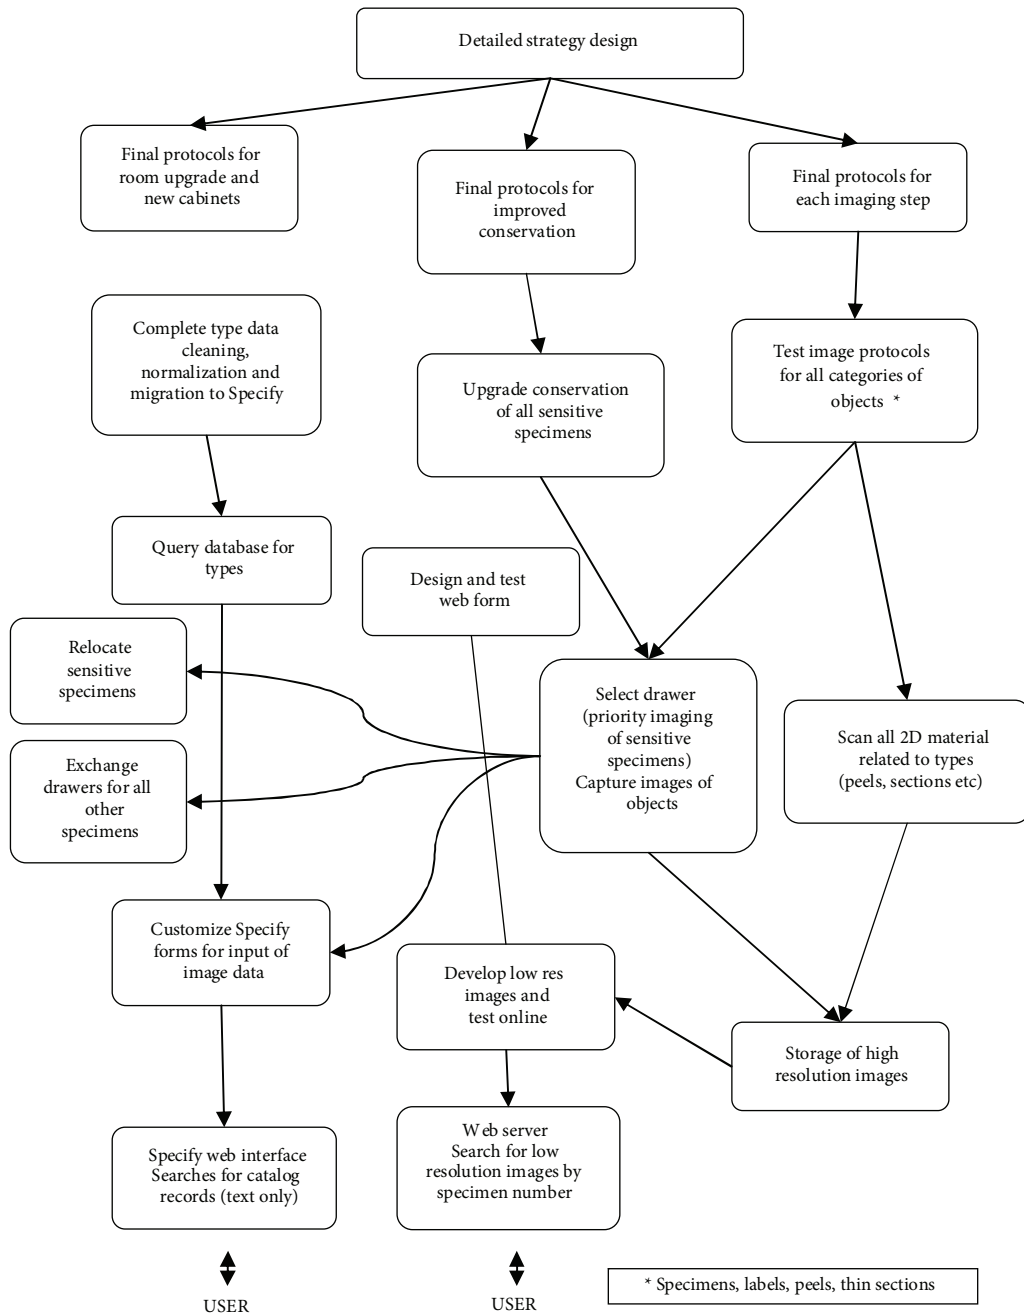 Detailed strategy design
Final protocols for
room upgrade and
new cabinets
Final protocols for
improved
conservation
Final protocols for
each imaging step
Complete type data
cleaning,
normalization and
migration to Specify
Upgrade conservation
of all sensitive
specimens
Test image protocols
for all categories of
objects *
Query database for
types
Design and test
web form
Relocate
sensitive
specimens
Exchange
drawers for all
other
specimens
Select drawer
(priority imaging
of sensitive
specimens)
Capture images of
objects
Scan all 2D material
related to types
(peels, sections etc)
Customize Specify
forms for input of
image data
Develop low res
images and
test online
Storage of high
resolution images
Specify web interface
Searches for catalog
records (text only)
Web server
Search for low
resolution images by
specimen number
USER
USER
* Specimens, labels, peels, thin sections